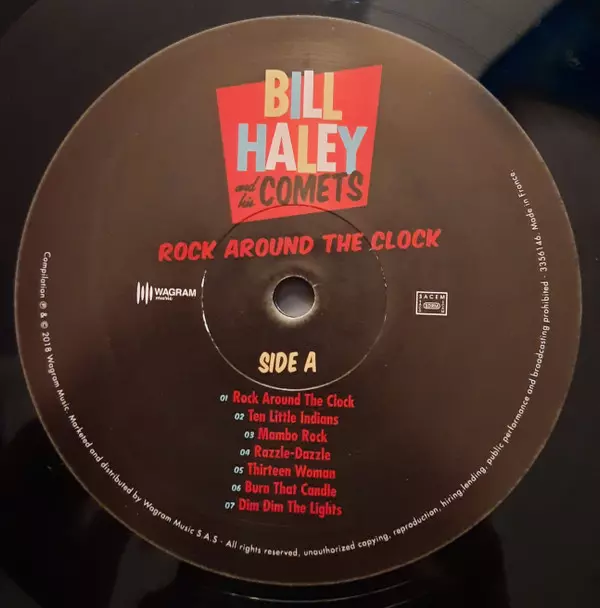 BILL
HALEY
and his COMETS
ROCK AROUND THE CLOCK
WAGRAM
music
SACEM
SDRM
SIDE A
01 Rock Around The Clock
02 Ten Little Indians
03 Mambo Rock
04 Razzle-Dazzle
05 Thirteen Woman
06 Burn That Candle
07 Dim Dim The Lights
Compilation ℗ & © 2018 Wagram Music. Marketed and distributed by Wagram Music S.A.S - All rights reserved, unauthorized copying, reproduction, hiring, lending, public performance and broadcasting prohibited - 3356146. Made in France